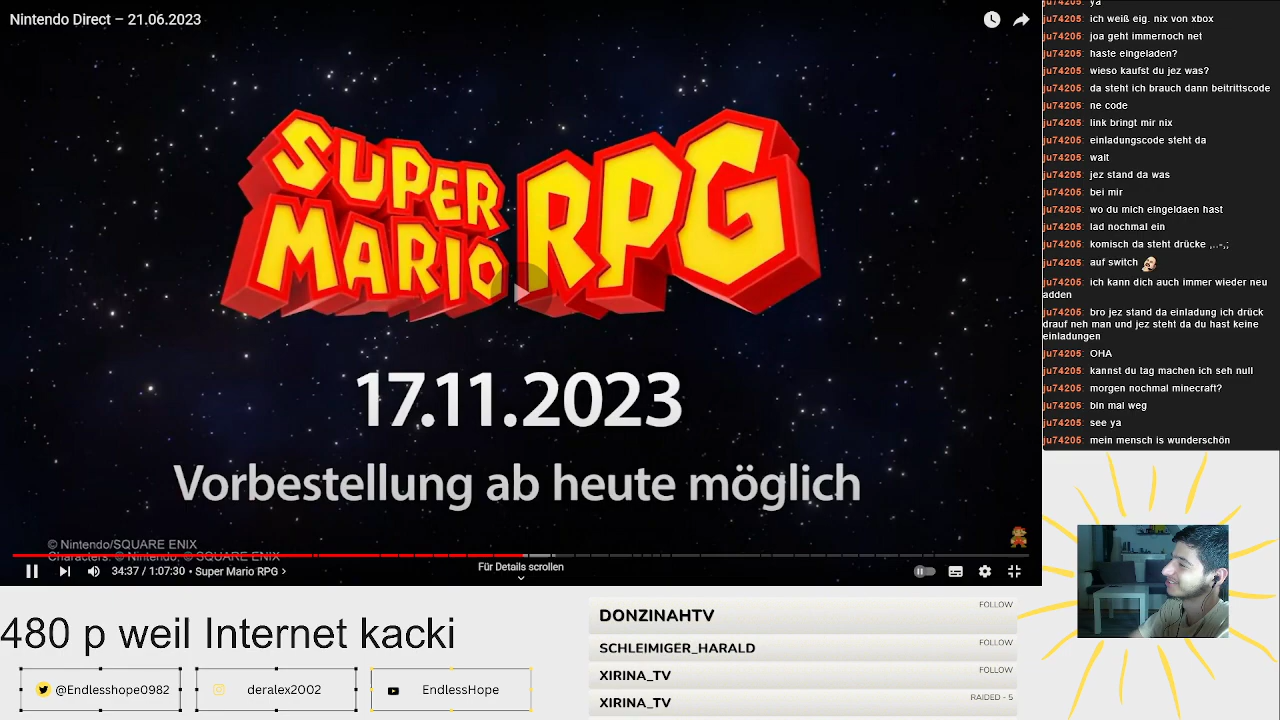 Nintendo Direct – 21.06.2023
SUPER
MARIO
RPG
17.11.2023
Vorbestellung ab heute möglich
© Nintendo/SQUARE ENIX
Characters: © Nintendo, © SQUARE ENIX
34:37 / 1:07:30 • Super Mario RPG >
Für Details scrollen
ju74205: ya
ju74205: ich weiß eig. nix von xbox
ju74205: joa geht immernoch net
ju74205: haste eingeladen?
ju74205: wieso kaufst du jez was?
ju74205: da steht ich brauch dann beitrittscode
ju74205: ne code
ju74205: link bringt mir nix
ju74205: einladungscode steht da
ju74205: wait
ju74205: jez stand da was
ju74205: bei mir
ju74205: wo du mich eingeldaen hast
ju74205: lad nochmal ein
ju74205: komisch da steht drücke ,..-,;
ju74205: auf switch
ju74205: ich kann dich auch immer wieder neu
adden
ju74205: bro jez stand da einladung ich drück
drauf neh man und jez steht da du hast keine
einladungen
ju74205: OHA
ju74205: kannst du tag machen ich seh null
ju74205: morgen nochmal minecraft?
ju74205: bin mal weg
ju74205: see ya
ju74205: mein mensch is wunderschön
480 p weil Internet kacki
@Endlesshope0982
deralex2002
EndlessHope
DONZINAHTV FOLLOW
SCHLEIMIGER_HARALD FOLLOW
XIRINA_TV FOLLOW
XIRINA_TV RAIDED - 5